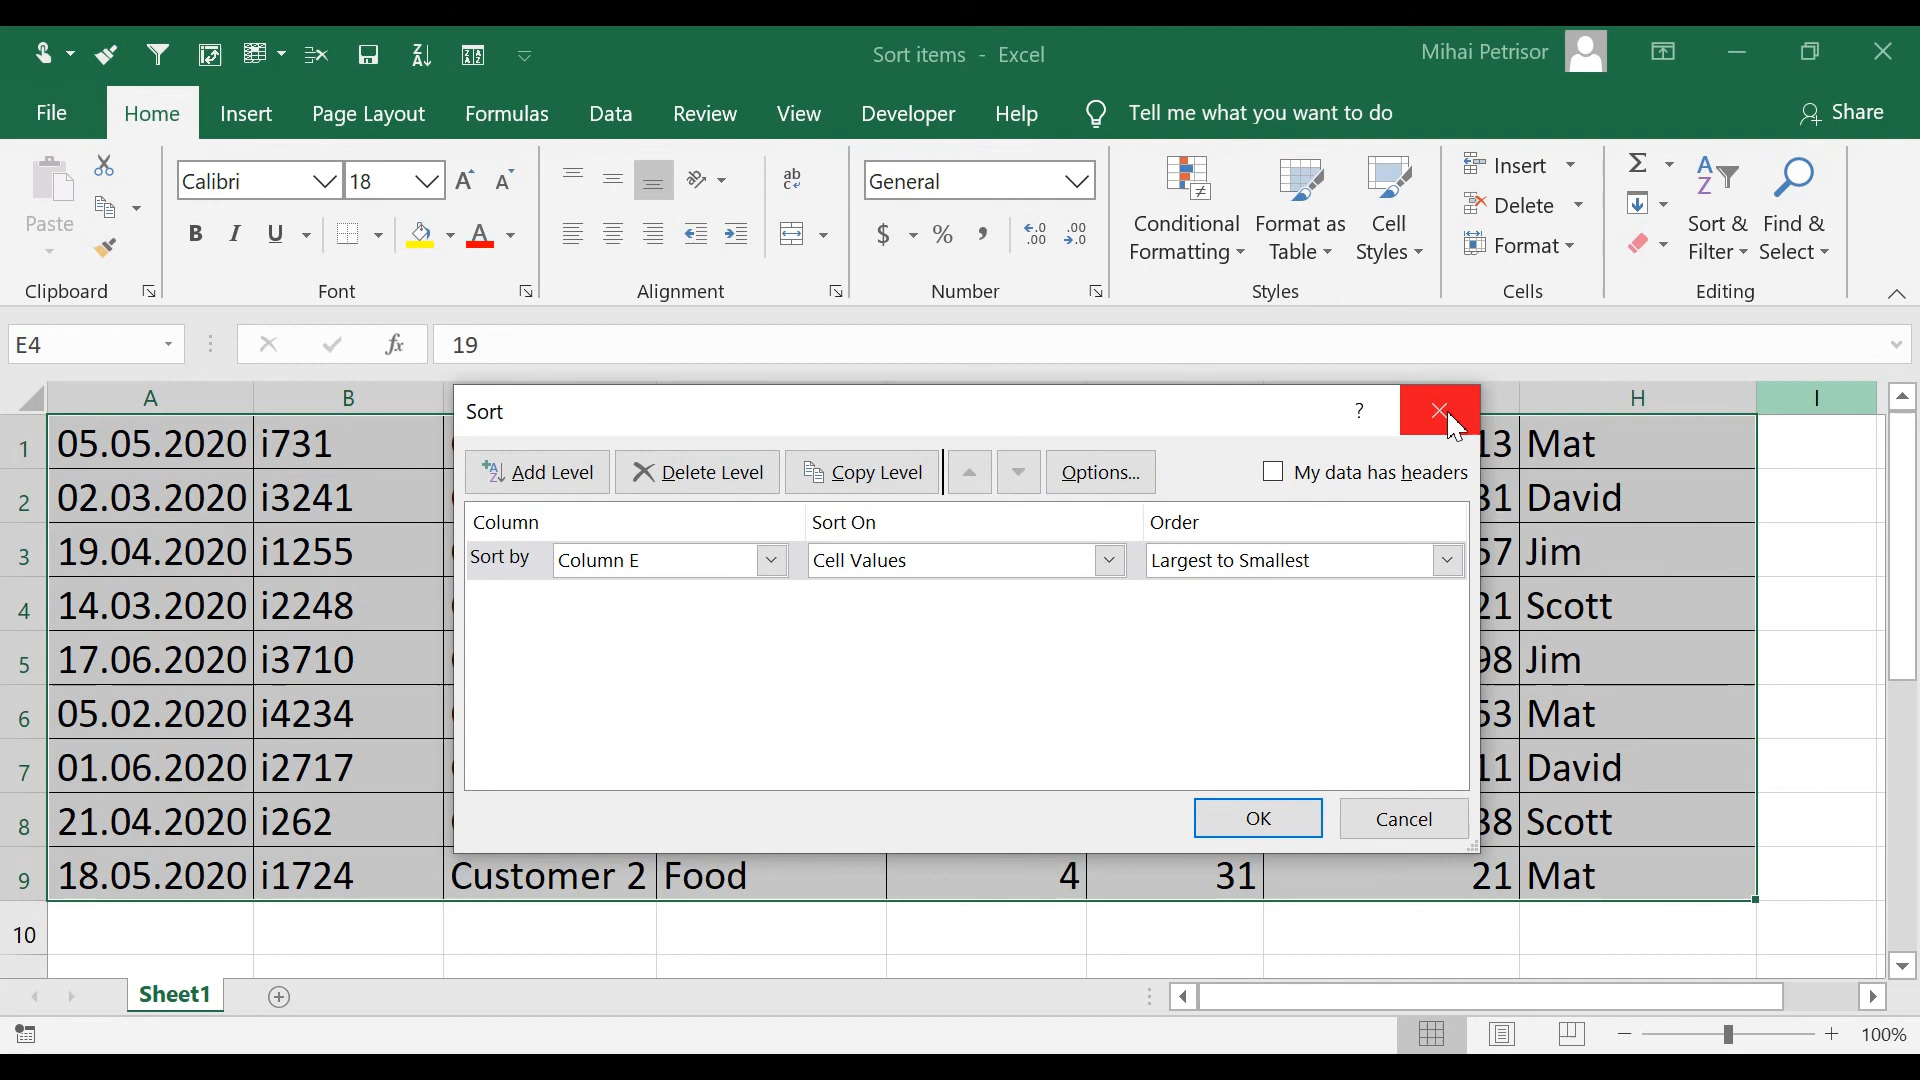 Sort items - Excel
Mihai Petrisor
File Home Insert Page Layout Formulas Data Review View Developer Help Tell me what you want to do Share
Paste
Calibri 18
B I U
ab
General
$ % ,
Conditional Formatting
Format as Table
Cell Styles
Insert
Delete
Format
Sort & Filter
Find & Select
Clipboard Font Alignment Number Styles Cells Editing
E4 fx 19
A B H I
Sort ?
Add Level Delete Level Copy Level Options... My data has headers
Column Sort On Order
Sort by Column E Cell Values Largest to Smallest
OK Cancel
1 05.05.2020 i731 13 Mat
2 02.03.2020 i3241 31 David
3 19.04.2020 i1255 57 Jim
4 14.03.2020 i2248 21 Scott
5 17.06.2020 i3710 98 Jim
6 05.02.2020 i4234 53 Mat
7 01.06.2020 i2717 11 David
8 21.04.2020 i262 38 Scott
9 18.05.2020 i1724 Customer 2 Food 4 31 21 Mat
10
Sheet1
100%